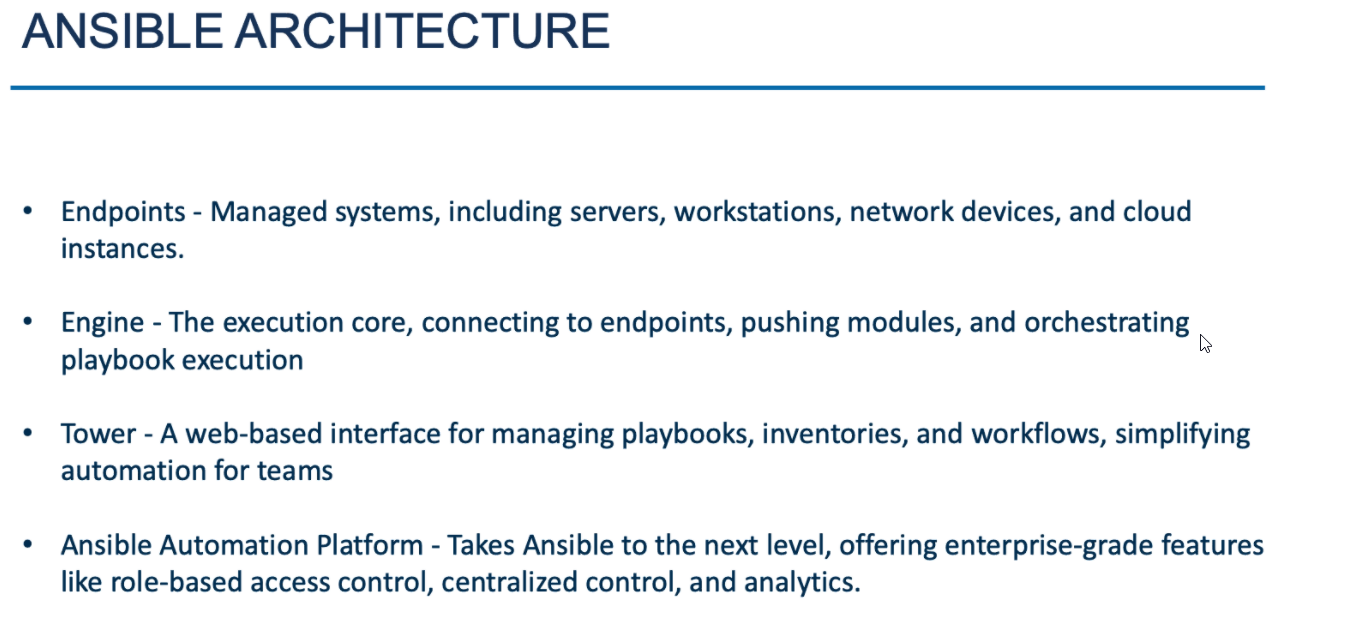 ANSIBLE ARCHITECTURE
• Endpoints - Managed systems, including servers, workstations, network devices, and cloud
instances.
• Engine - The execution core, connecting to endpoints, pushing modules, and orchestrating
playbook execution
• Tower - A web-based interface for managing playbooks, inventories, and workflows, simplifying
automation for teams
• Ansible Automation Platform - Takes Ansible to the next level, offering enterprise-grade features
like role-based access control, centralized control, and analytics.